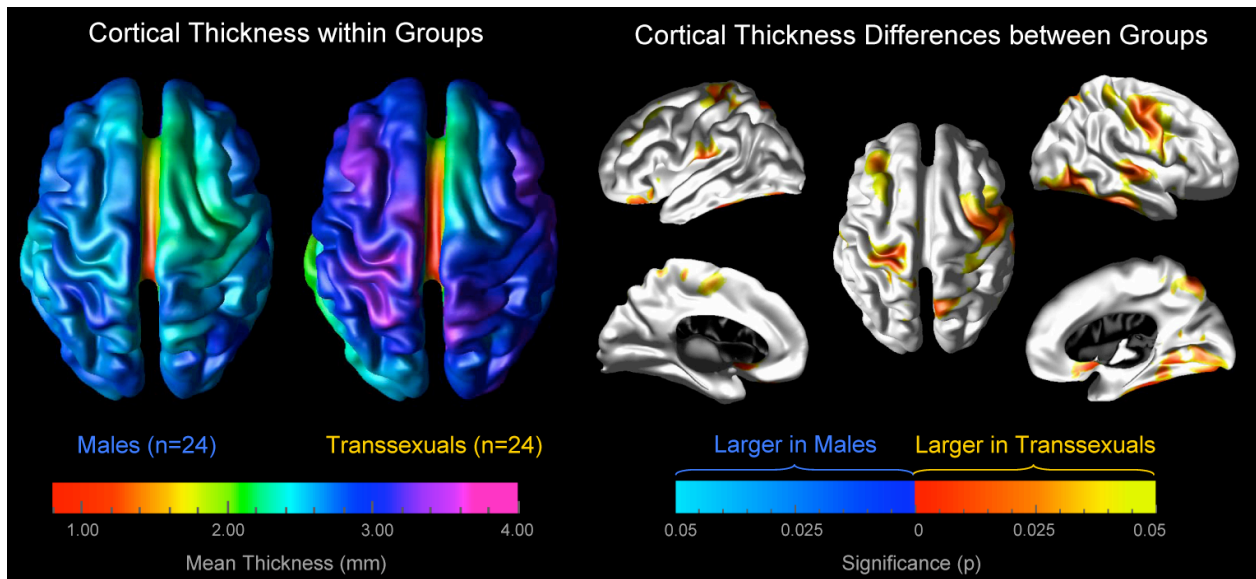 Cortical Thickness within Groups
Cortical Thickness Differences between Groups
Males (n=24)
Transsexuals (n=24)
1.00 2.00 3.00 4.00
Mean Thickness (mm)
Larger in Males
Larger in Transsexuals
0.05 0.025 0 0.025 0.05
Significance (p)